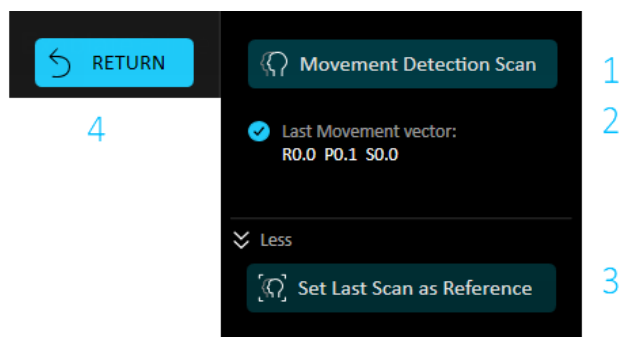 RETURN
4
Movement Detection Scan
1
Last Movement vector:
2
R0.0 P0.1 S0.0
Less
Set Last Scan as Reference
3